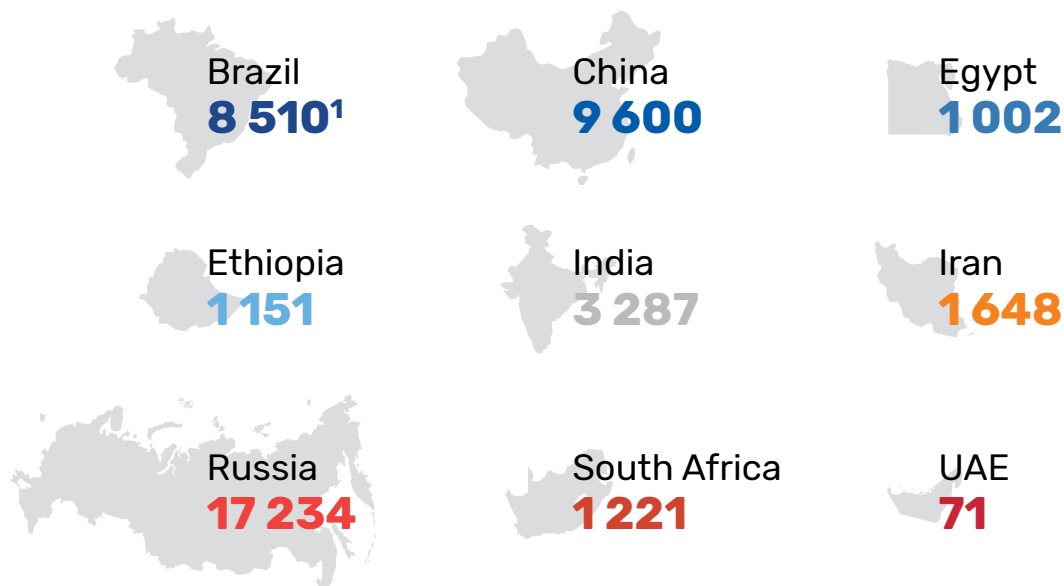 Brazil
8 510¹
China
9 600
Egypt
1 002
Ethiopia
1 151
India
3 287
Iran
1 648
Russia
17 234
South Africa
1 221
UAE
71